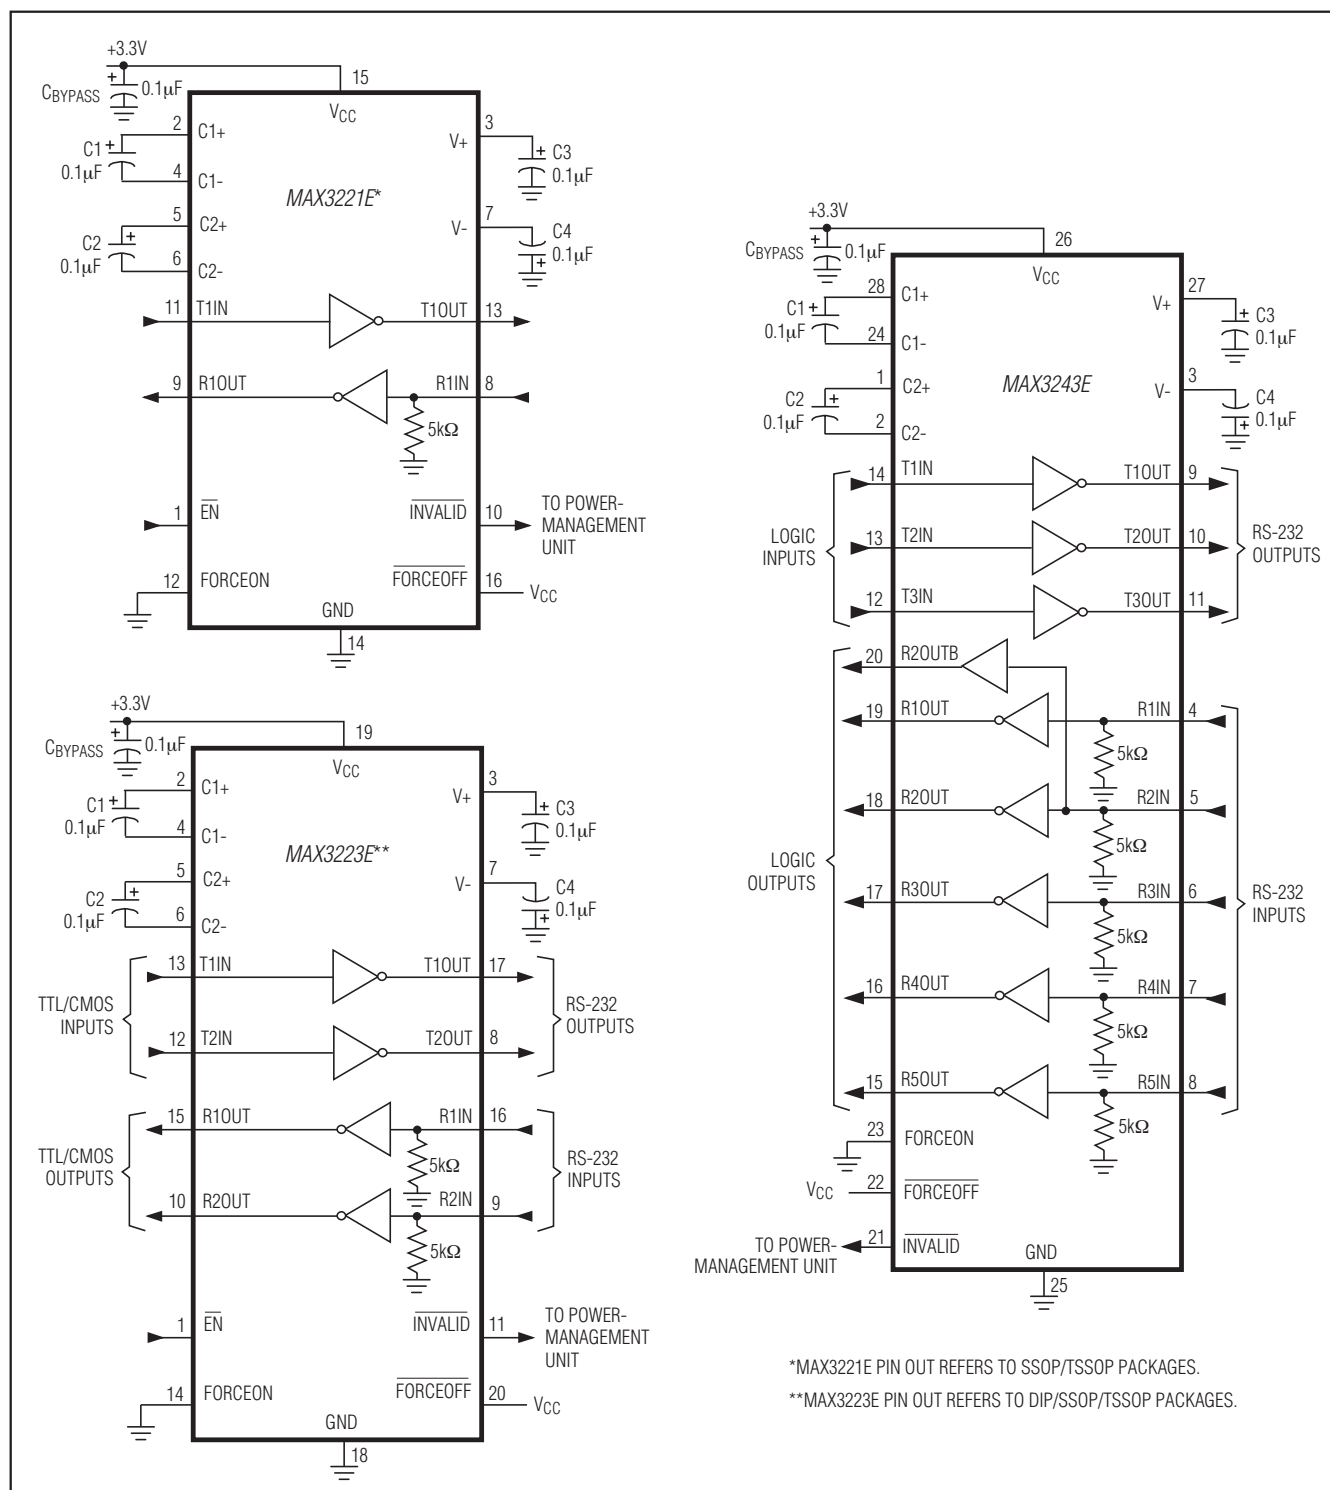 +3.3V
CBYPASS
+
0.1µF
15
VCC
2
C1+
C1
+
0.1µF
4
C1-
5
C2+
C2
+
0.1µF
6
C2-
MAX3221E*
3
V+
+
C3
0.1µF
7
V-
C4
0.1µF
+
11
T1IN
T1OUT
13
9
R1OUT
R1IN
8
5kΩ
1
EN
INVALID
10
TO POWER-
MANAGEMENT
UNIT
12
FORCEON
FORCEOFF
16
VCC
GND
14
+3.3V
CBYPASS
+
0.1µF
19
VCC
2
C1+
C1
+
0.1µF
4
C1-
5
C2+
C2
+
0.1µF
6
C2-
MAX3223E**
3
V+
+
C3
0.1µF
7
V-
C4
0.1µF
+
TTL/CMOS
INPUTS
13
T1IN
T1OUT
17
12
T2IN
T2OUT
8
RS-232
OUTPUTS
TTL/CMOS
OUTPUTS
15
R1OUT
R1IN
16
5kΩ
10
R2OUT
R2IN
9
5kΩ
RS-232
INPUTS
1
EN
INVALID
11
TO POWER-
MANAGEMENT
UNIT
14
FORCEON
FORCEOFF
20
VCC
GND
18
+3.3V
CBYPASS
+
0.1µF
26
VCC
28
C1+
C1
+
0.1µF
24
C1-
1
C2+
C2
+
0.1µF
2
C2-
MAX3243E
27
V+
+
C3
0.1µF
3
V-
C4
0.1µF
+
LOGIC
INPUTS
14
T1IN
T1OUT
9
13
T2IN
T2OUT
10
12
T3IN
T3OUT
11
RS-232
OUTPUTS
LOGIC
OUTPUTS
20
R2OUTB
19
R1OUT
R1IN
4
5kΩ
18
R2OUT
R2IN
5
5kΩ
17
R3OUT
R3IN
6
5kΩ
16
R4OUT
R4IN
7
5kΩ
15
R5OUT
R5IN
8
5kΩ
RS-232
INPUTS
23
FORCEON
VCC
22
FORCEOFF
TO POWER-
MANAGEMENT UNIT
21
INVALID
GND
25
*MAX3221E PIN OUT REFERS TO SSOP/TSSOP PACKAGES.
**MAX3223E PIN OUT REFERS TO DIP/SSOP/TSSOP PACKAGES.